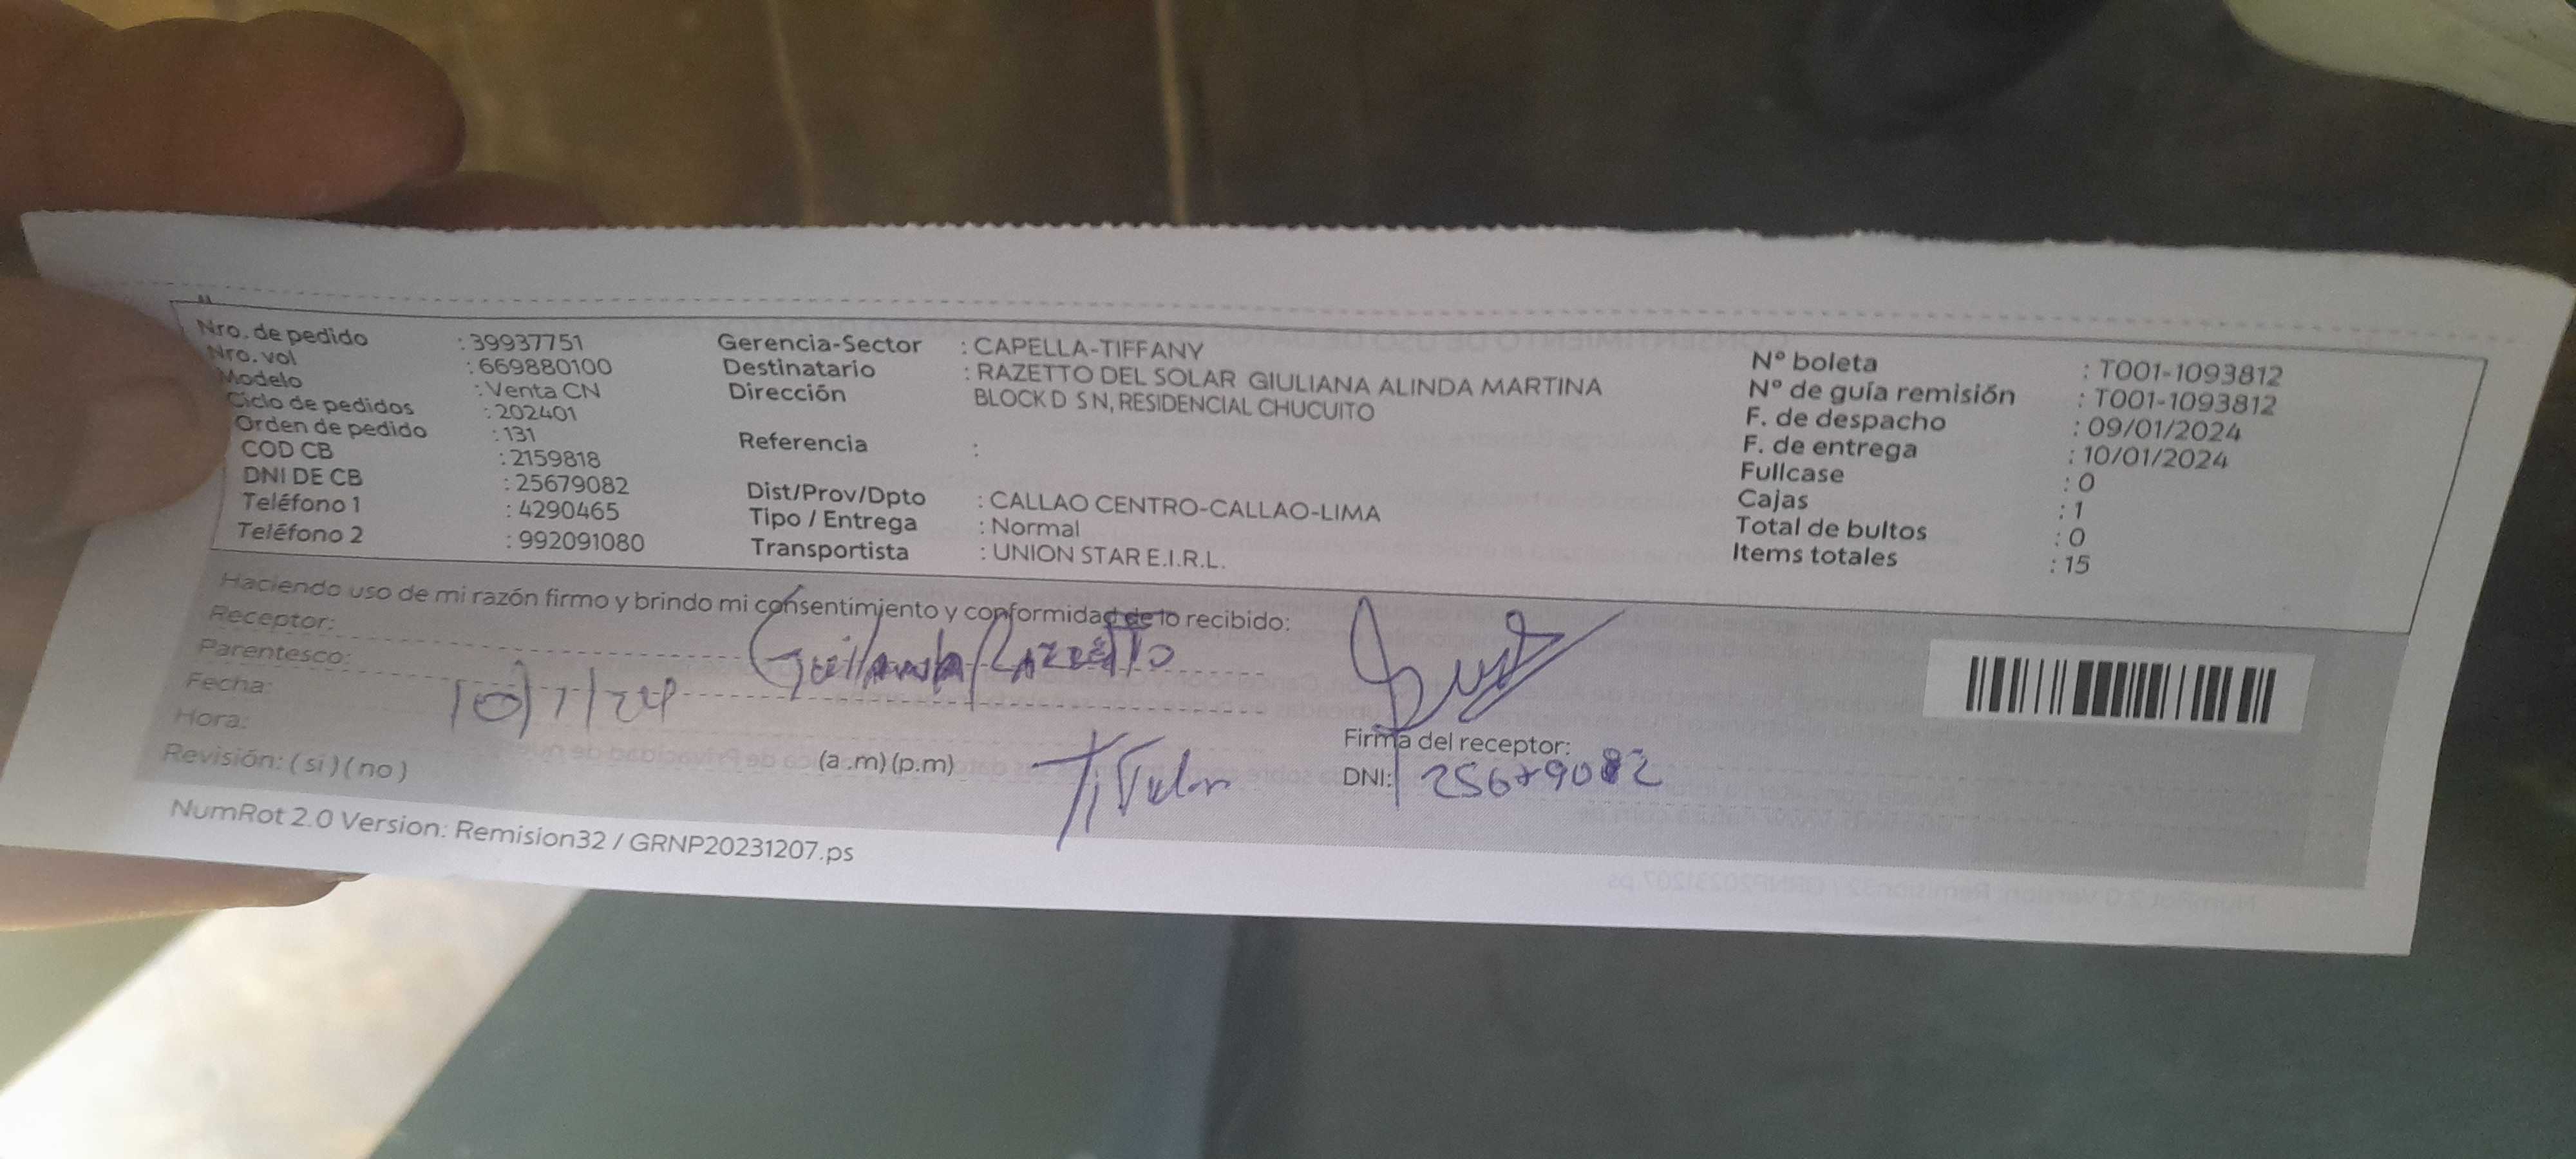 Nro. de pedido : 39937751
Nro. vol : 669880100
Modelo : Venta CN
Ciclo de pedidos : 202401
Orden de pedido : 131
COD CB : 2159818
DNI DE CB : 25679082
Teléfono 1 : 4290465
Teléfono 2 : 992091080
Gerencia-Sector : CAPELLA-TIFFANY
Destinatario : RAZETTO DEL SOLAR GIULIANA ALINDA MARTINA
Dirección BLOCK D S N, RESIDENCIAL CHUCUITO
Referencia :
Dist/Prov/Dpto : CALLAO CENTRO-CALLAO-LIMA
Tipo / Entrega : Normal
Transportista : UNION STAR E.I.R.L.
Nº boleta : T001-1093812
Nº de guía remisión : T001-1093812
F. de despacho : 09/01/2024
F. de entrega : 10/01/2024
Fullcase : 0
Cajas : 1
Total de bultos : 0
Items totales : 15
Haciendo uso de mi razón firmo y brindo mi consentimiento y conformidad de lo recibido:
Receptor: Razetto
Parentesco: Titular
Fecha: 10/1/24
Hora: (a.m) (p.m)
Revisión: ( si ) ( no )
Firma del receptor:
DNI: 25679082
NumRot 2.0 Version: Remision32 / GRNP20231207.ps